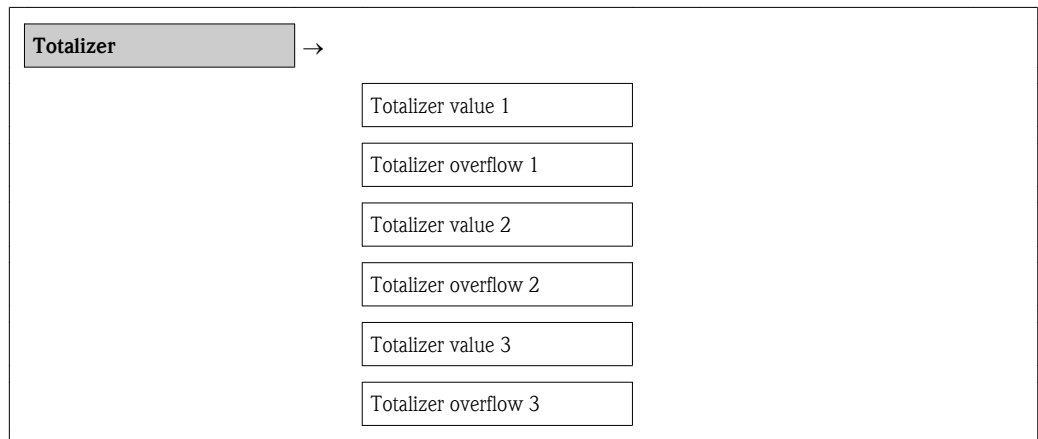 Totalizer →
Totalizer value 1
Totalizer overflow 1
Totalizer value 2
Totalizer overflow 2
Totalizer value 3
Totalizer overflow 3